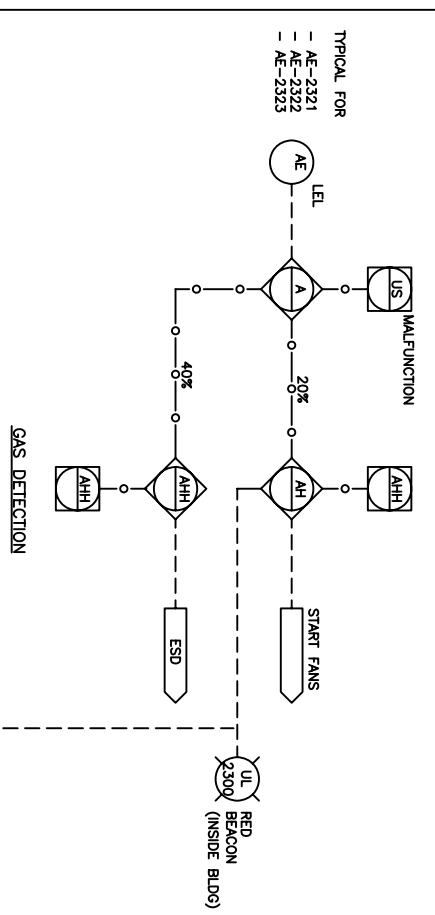 TYPICAL FOR
- AE-2321
- AE-2322
- AE-2323
AE
LEL
A
US
MALFUNCTION
20%
40%
AH
AHH
AHH
AHH
START FANS
ESD
UL
2300
RED
BEACON
(INSIDE BLDG)
GAS DETECTION